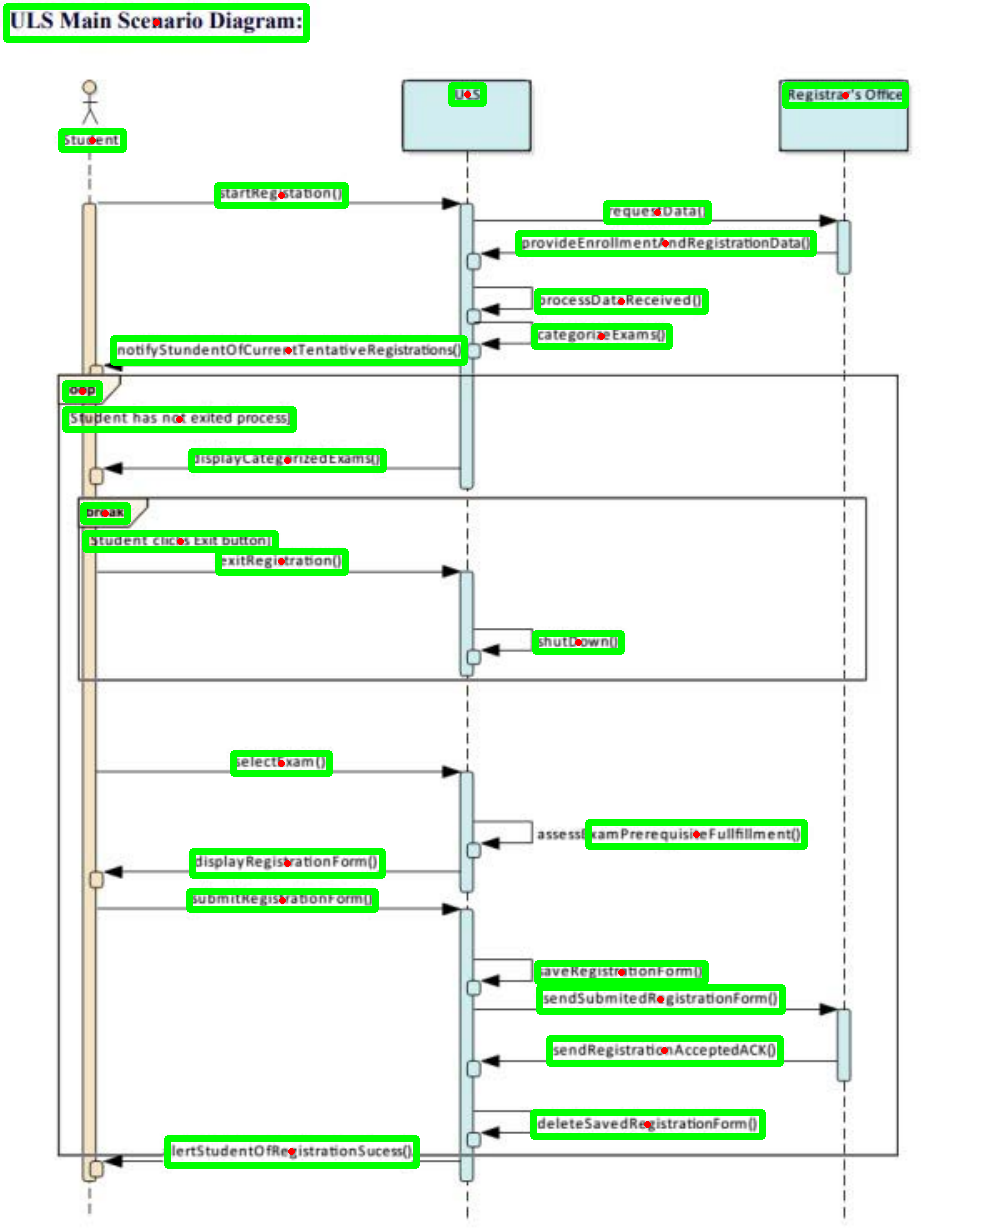 ULS Main Scenario Diagram:
ULS
Registrar's Office
Student
startRegistation()
requestData()
provideEnrollmentAndRegistrationData()
processDataReceived()
categorizeExams()
notifyStundentOfCurrentTentativeRegistrations()
loop
[Student has not exited process]
displayCategorizedExams()
break
[Student clicks Exit button]
exitRegistration()
shutDown()
selectExam()
assessExamPrerequisiteFullfillment()
displayRegistrationForm()
submitRegistrationForm()
saveRegistrationForm()
sendSubmitedRegistrationForm()
sendRegistrationAcceptedACK()
deleteSavedRegistrationForm()
alertStudentOfRegistrationSucess()